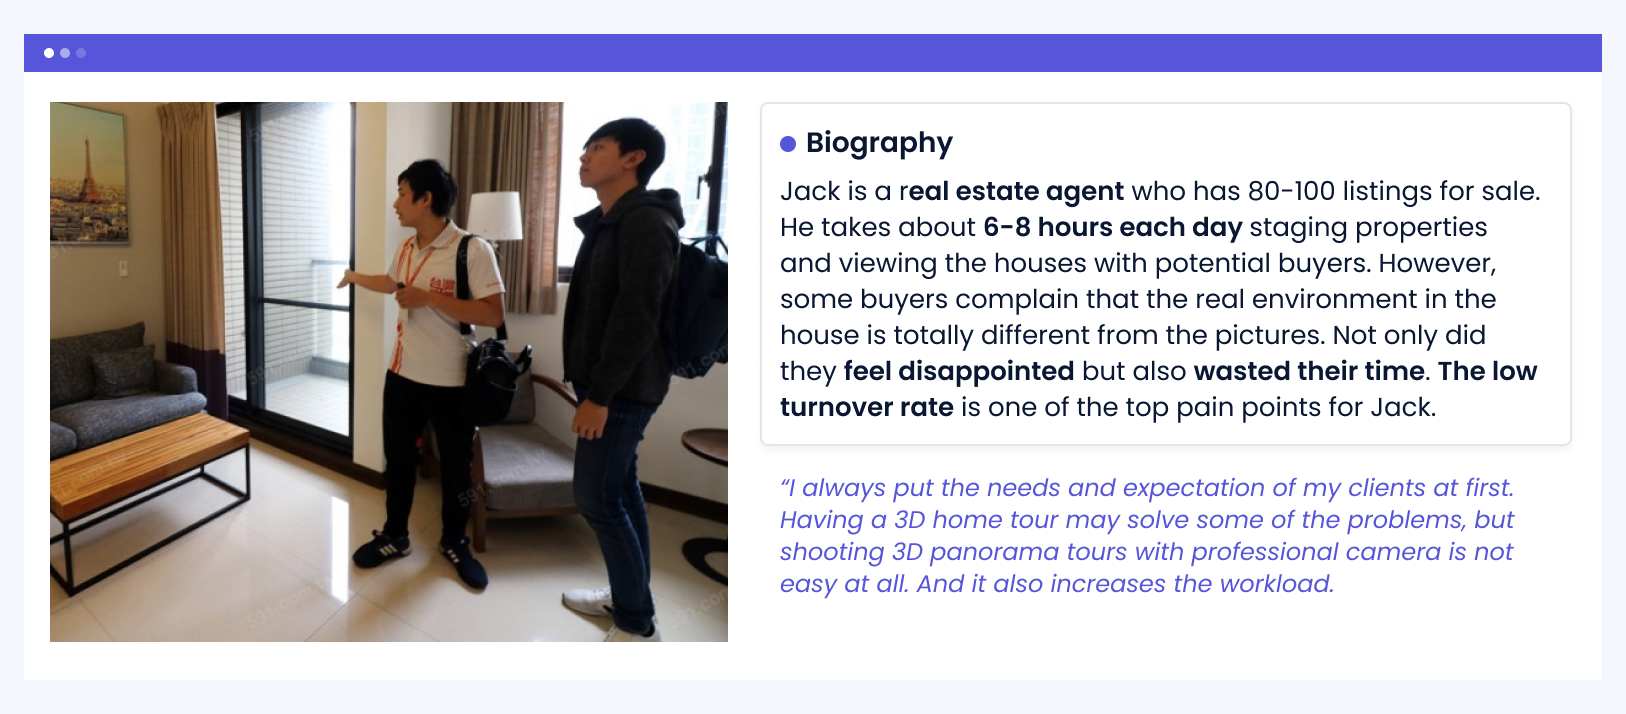 Biography
Jack is a real estate agent who has 80-100 listings for sale.
He takes about 6-8 hours each day staging properties
and viewing the houses with potential buyers. However,
some buyers complain that the real environment in the
house is totally different from the pictures. Not only did
they feel disappointed but also wasted their time. The low
turnover rate is one of the top pain points for Jack.
“I always put the needs and expectation of my clients at first.
Having a 3D home tour may solve some of the problems, but
shooting 3D panorama tours with professional camera is not
easy at all. And it also increases the workload.
591.com.tw